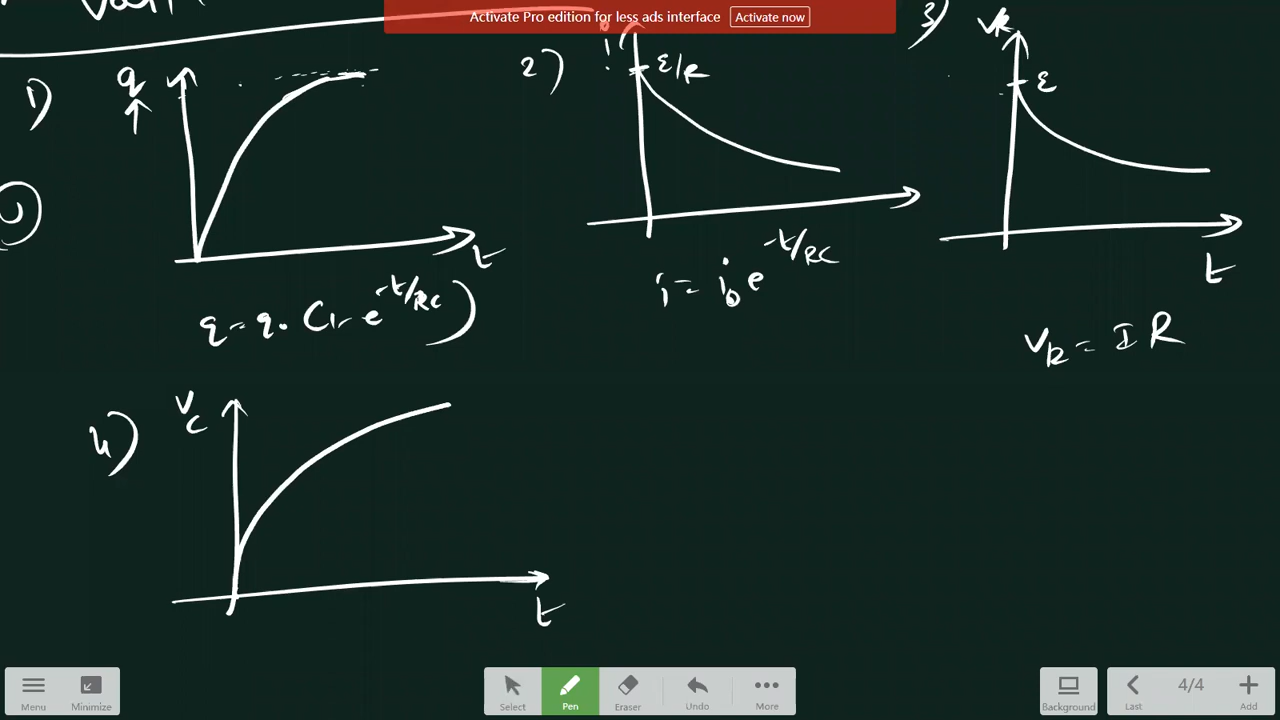 Activate Pro edition for less ads interface Activate now
1) q t
q = q₀ (1 - e^-t/RC)
2) i ε/R
i = i₀ e^-t/RC
3) VR ε t
VR = I R
4) Vc t
Menu Minimize Select Pen Eraser Undo More Background Last 4/4 Add